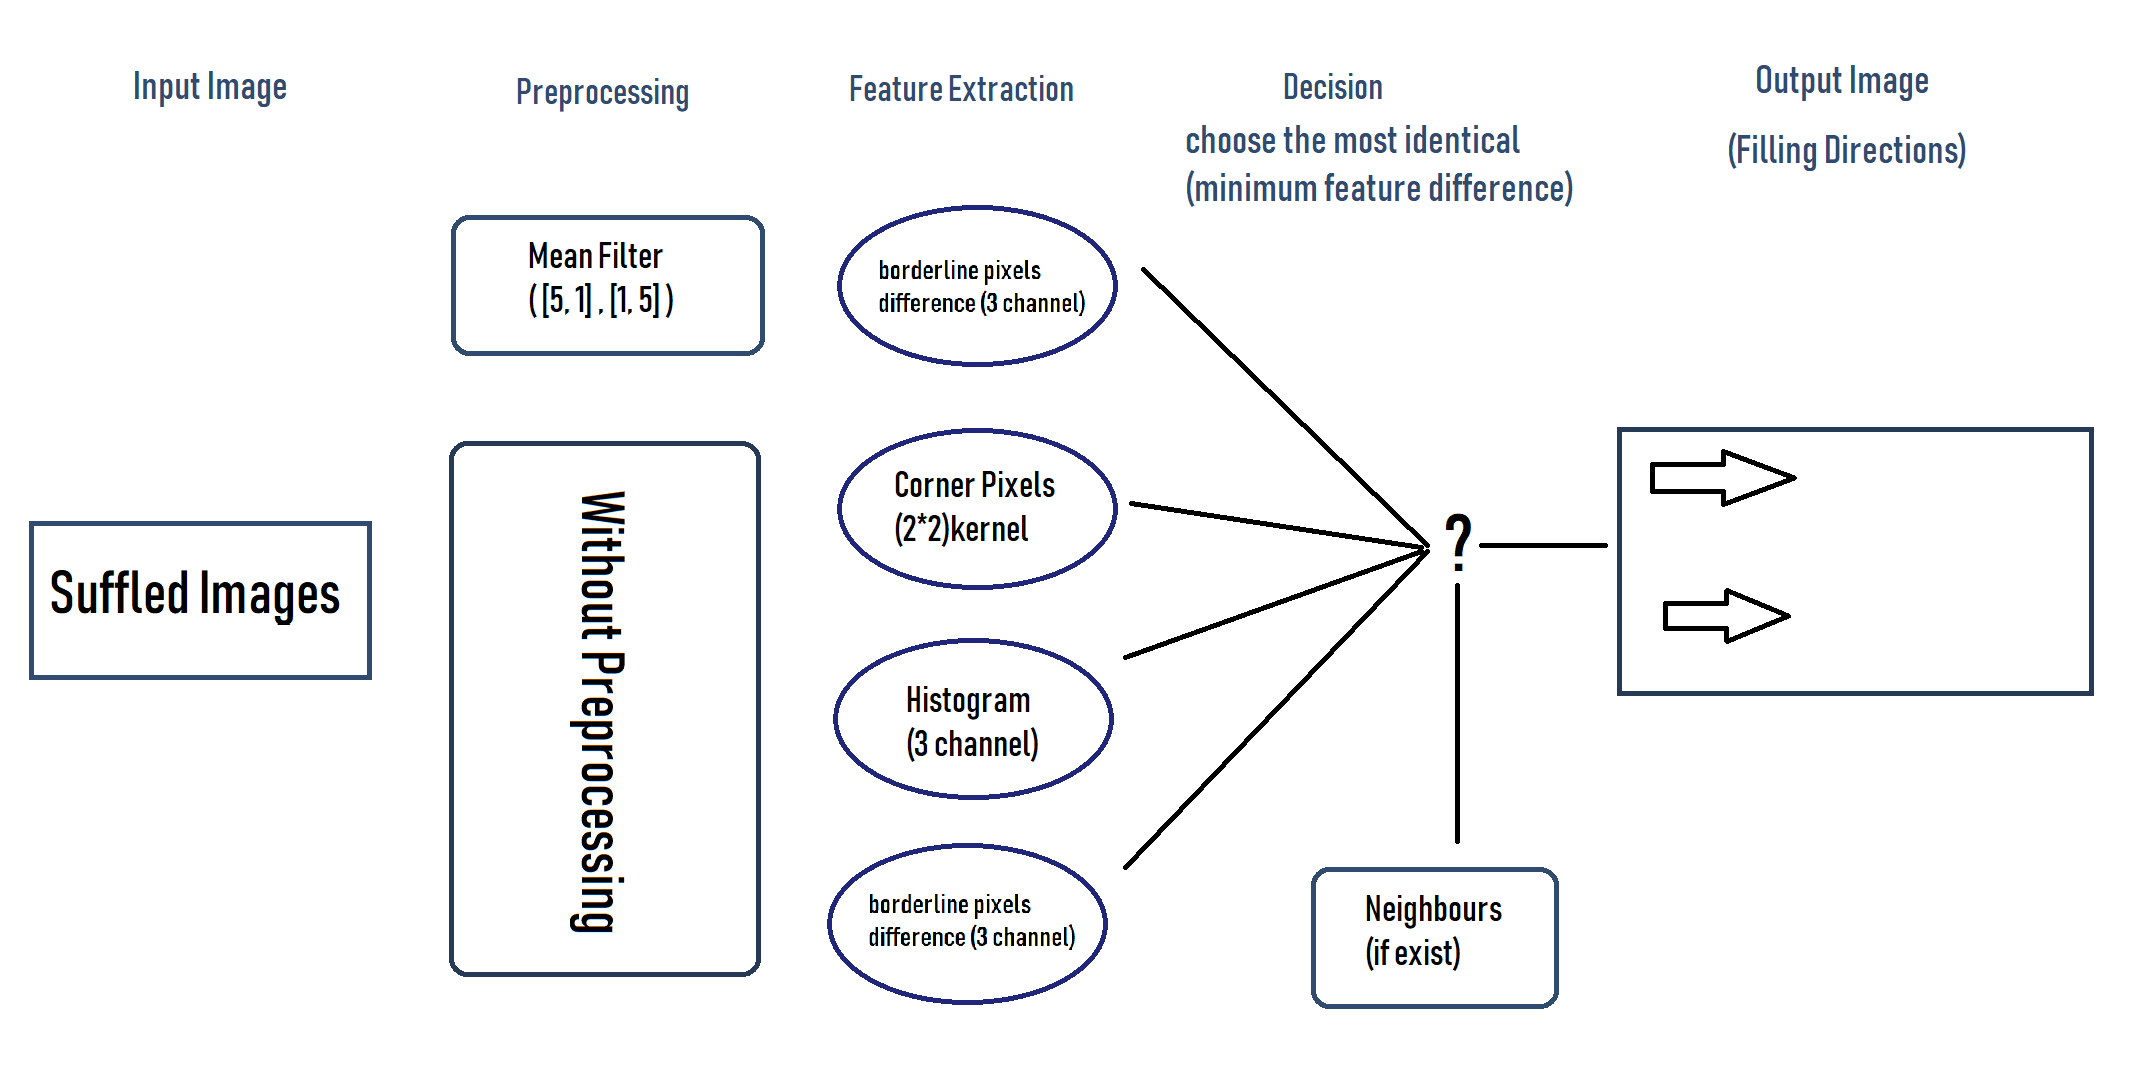 Input Image
Preprocessing
Feature Extraction
Decision
choose the most identical
(minimum feature difference)
Output Image
(Filling Directions)
Suffled Images
Mean Filter
( [5, 1] , [1, 5] )
Without Preprocessing
borderline pixels
difference (3 channel)
Corner Pixels
(2*2)kernel
Histogram
(3 channel)
borderline pixels
difference (3 channel)
?
Neighbours
(if exist)